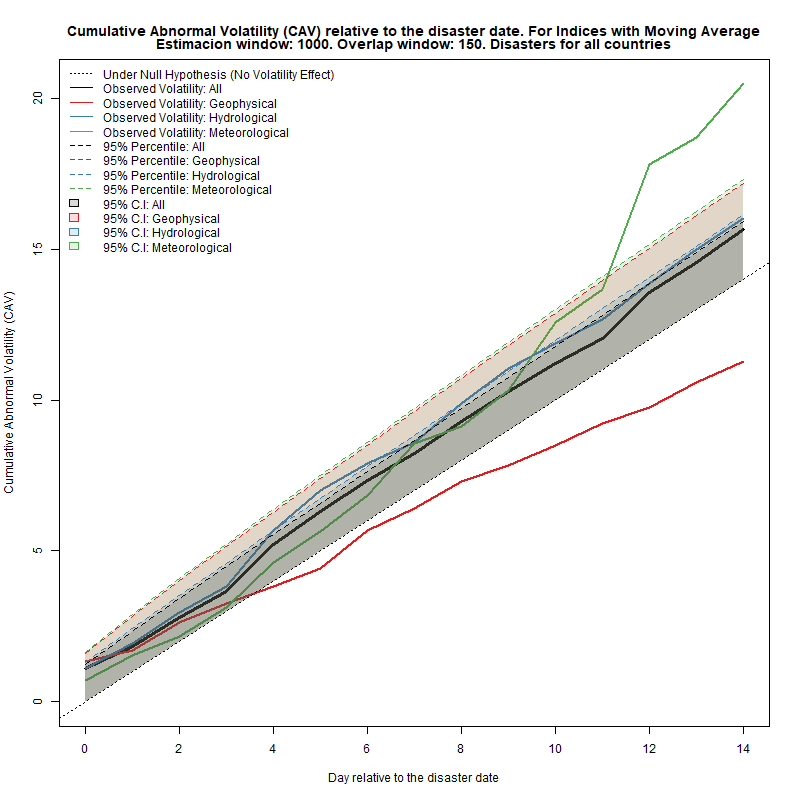 Cumulative Abnormal Volatility (CAV) relative to the disaster date. For Indices with Moving Average
Estimacion window: 1000. Overlap window: 150. Disasters for all countries
Under Null Hypothesis (No Volatility Effect)
Observed Volatility: All
Observed Volatility: Geophysical
Observed Volatility: Hydrological
Observed Volatility: Meteorological
95% Percentile: All
95% Percentile: Geophysical
95% Percentile: Hydrological
95% Percentile: Meteorological
95% C.I: All
95% C.I: Geophysical
95% C.I: Hydrological
95% C.I: Meteorological
Cumulative Abnormal Volatility (CAV)
20
15
10
5
0
0 2 4 6 8 10 12 14
Day relative to the disaster date